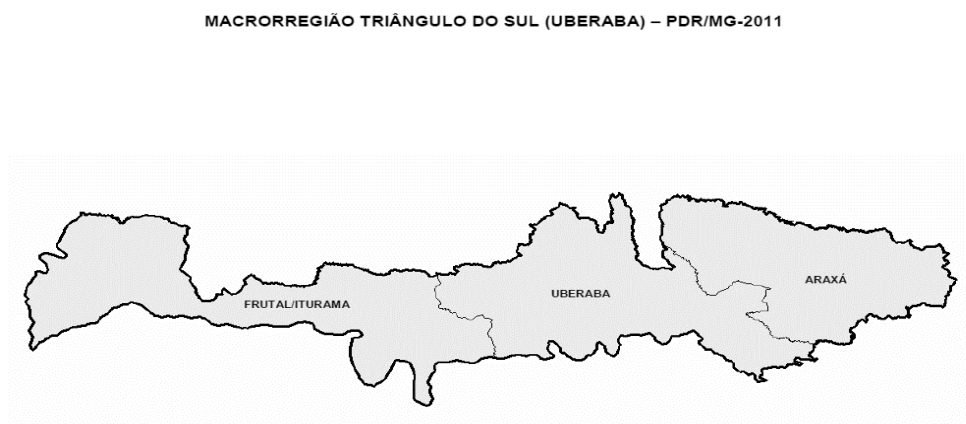 MACRORREGIÃO TRIÂNGULO DO SUL (UBERABA) – PDR/MG-2011
ARAXÁ
UBERABA
FRUTAL/ITURAMA